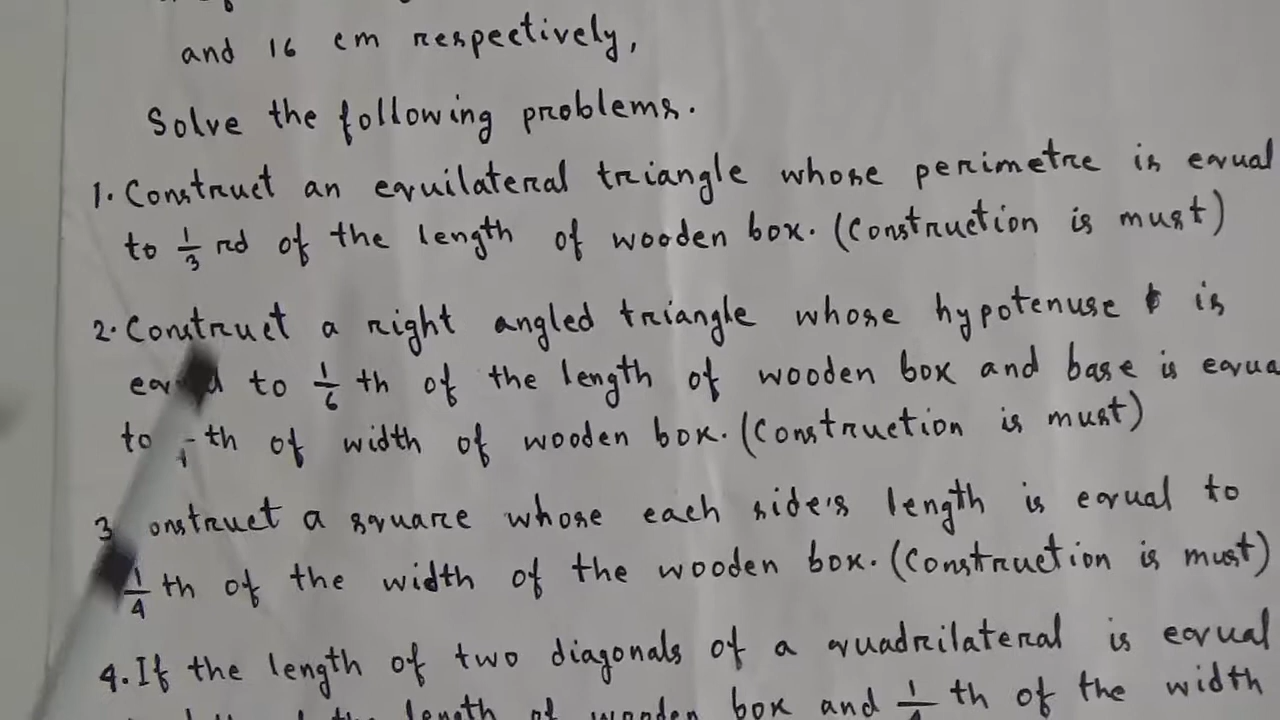 and 16 cm respectively,
Solve the following problems.
1. Construct an equilateral triangle whose perimetre is equal
to 1/3 rd of the length of wooden box. (Construction is must)
2. Construct a right angled triangle whose hypotenuse is
to 1/6 th of the length of wooden box and base is equa
to th of width of wooden box. (Construction is must)
3 onstruct a square whose each side's length is equal to
1/4 th of the width of the wooden box. (Construction is must)
4. If the length of two diagonals of a quadrilateral is equal
length of wooden box and th of the width